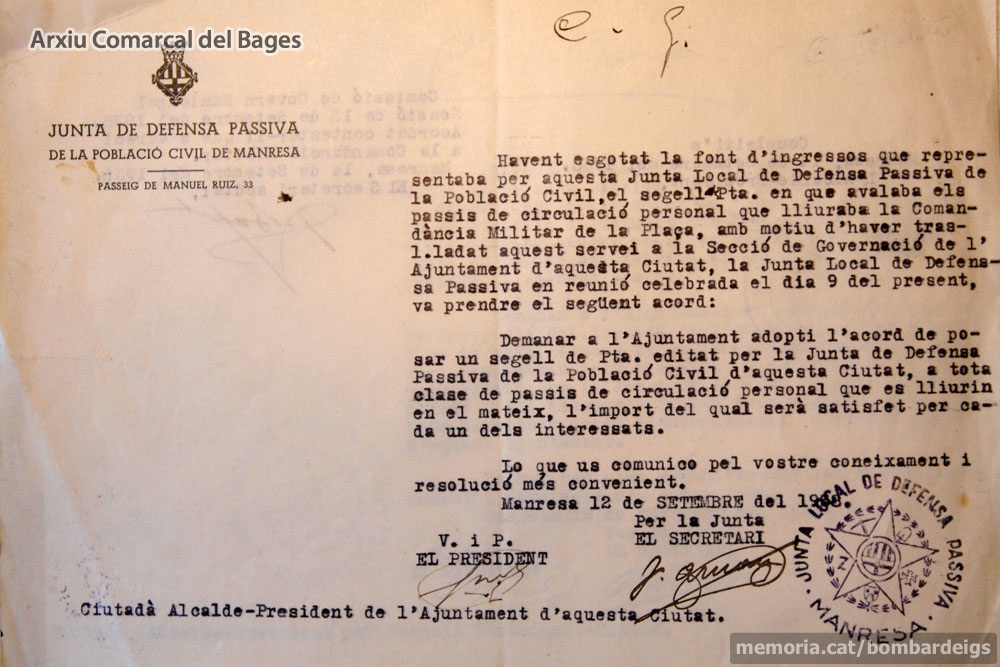 Arxiu Comarcal del Bages
C - G.
JUNTA DE DEFENSA PASSIVA
DE LA POBLACIÓ CIVIL DE MANRESA
PASSEIG DE MANUEL RUIZ, 33
Havent esgotat la font d'ingressos que repre-
sentaba per aquesta Junta Local de Defensa Passiva de
la Població Civil, el segell Pta. en que avalaba els
passis de circulació personal que lliuraba la Coman-
dància Militar de la Plaça, amb motiu d'haver tras-
l.ladat aquest servei a la Secció de Governació de l'
Ajuntament d'aquesta Ciutat, la Junta Local de Defen-
sa Passiva en reunió celebrada el dia 9 del present,
va prendre el següent acord:
Demanar a l'Ajuntament adopti l'acord de po-
sar un segell de Pta. editat per la Junta de Defensa
Passiva de la Població Civil d'aquesta Ciutat, a tota
clase de passis de circulació personal que es lliurin
en el mateix, l'import del qual serà satisfet per ca-
da un dels interessats.
Lo que us comunico pel vostre coneixament i
resolució més convenient.
Manresa 12 de SETEMBRE del
Per la Junta
V. i P. EL SECRETARI
EL PRESIDENT
Ciutadà Alcalde-President de l'Ajuntament d'aquesta Ciutat.
JUNTA LOCAL DE DEFENSA PASSIVA · MANRESA ·
memoria.cat/bombardeigs